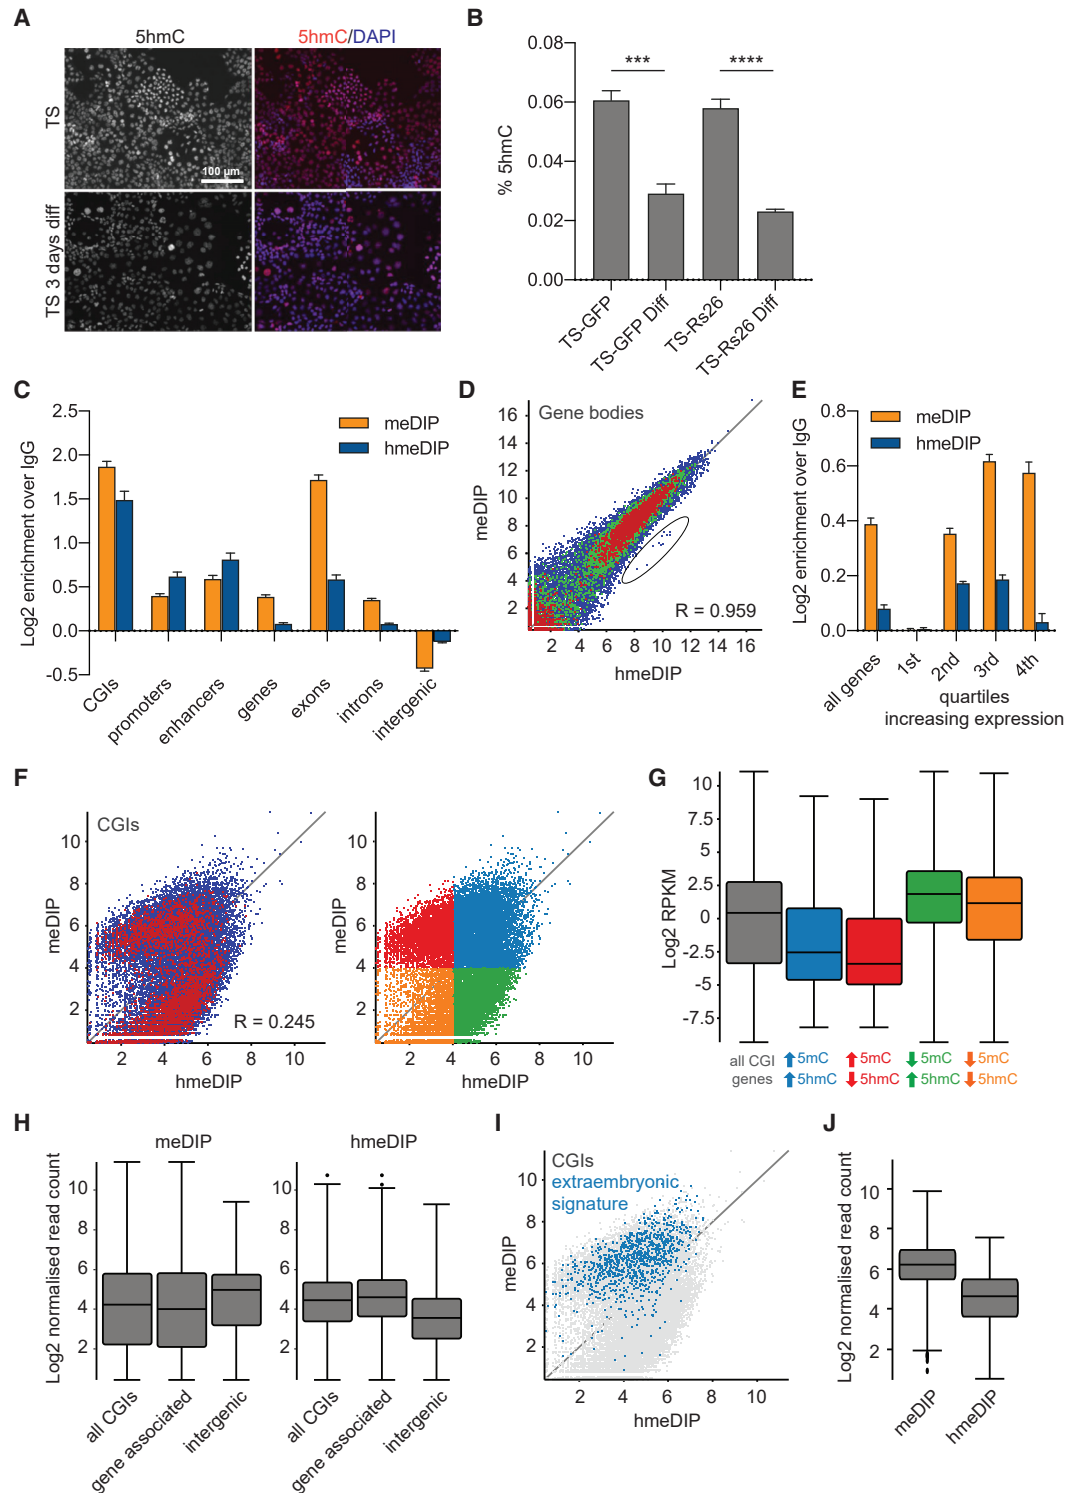 A
5hmC
5hmC/DAPI
TS
TS 3 days diff
100 µm
B
% 5hmC
0.08
0.06
0.04
0.02
0.00
***
****
TS-GFP
TS-GFP Diff
TS-Rs26
TS-Rs26 Diff
C
Log2 enrichment over IgG
2.5
2.0
1.5
1.0
0.5
0.0
-0.5
meDIP
hmeDIP
CGIs
promoters
enhancers
genes
exons
introns
intergenic
D
Gene bodies
meDIP
16
14
12
10
8
6
4
2
R = 0.959
2 4 6 8 10 12 14 16
hmeDIP
E
Log2 enrichment over IgG
0.8
0.6
0.4
0.2
0.0
meDIP
hmeDIP
all genes
1st
2nd
3rd
4th
quartiles
increasing expression
F
CGIs
meDIP
10
8
6
4
2
R = 0.245
2 4 6 8 10
hmeDIP
meDIP
10
8
6
4
2
2 4 6 8 10
hmeDIP
G
Log2 RPKM
10
7.5
5
2.5
0
-2.5
-5
-7.5
all CGI
genes
⬆5mC
⬆5hmC
⬆5mC
⬇5hmC
⬇5mC
⬆5hmC
⬇5mC
⬇5hmC
H
meDIP
hmeDIP
Log2 normalised read count
10
8
6
4
2
all CGIs
gene associated
intergenic
10
8
6
4
2
all CGIs
gene associated
intergenic
I
CGIs
extraembryonic
signature
meDIP
10
8
6
4
2
2 4 6 8 10
hmeDIP
J
Log2 normalised read count
10
8
6
4
2
meDIP
hmeDIP